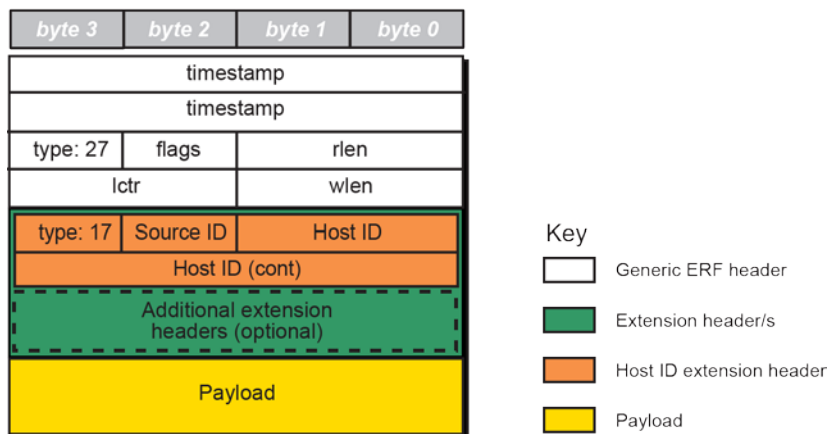 byte 3 byte 2 byte 1 byte 0
timestamp
timestamp
type: 27 flags rlen
lctr wlen
type: 17 Source ID Host ID
Host ID (cont)
Additional extension
headers (optional)
Payload
Key
Generic ERF header
Extension header/s
Host ID extension header
Payload